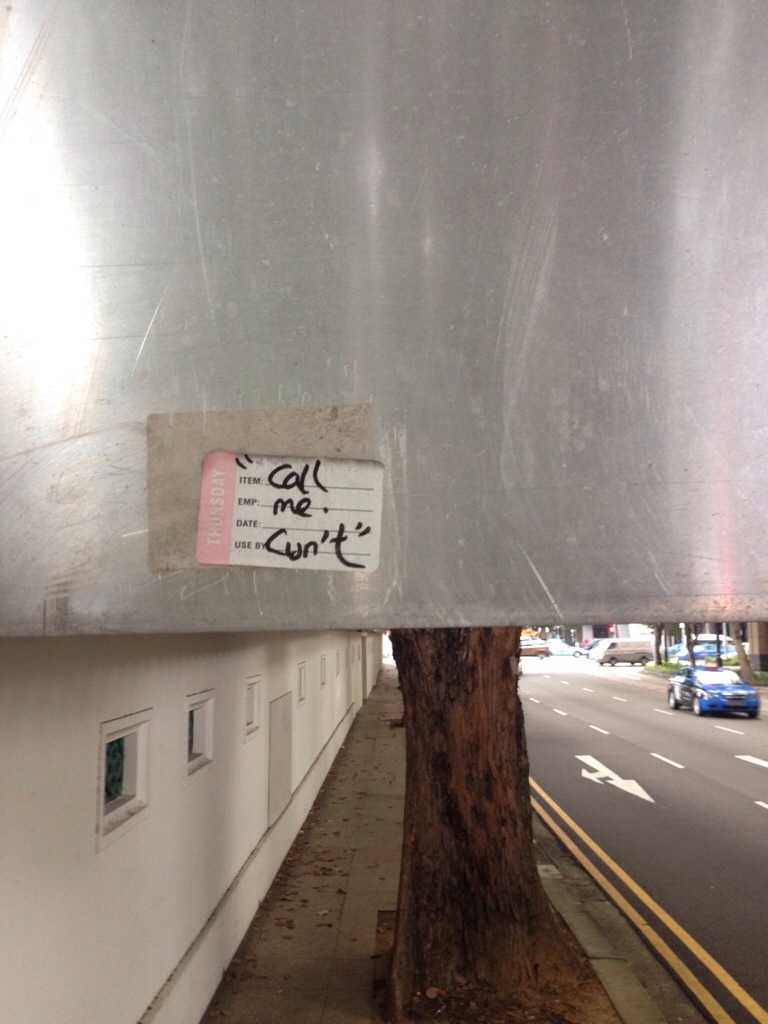 THURSDAY
ITEM: "Call
EMP: me.
DATE:
USE BY Cun't"